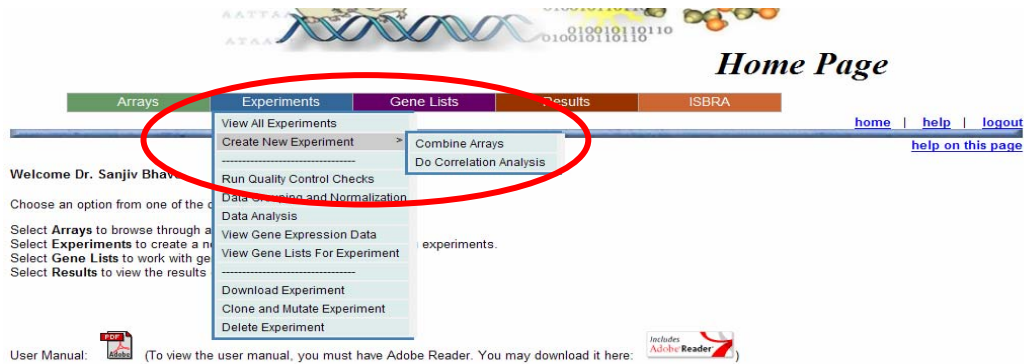 AATTAA
ATAA
010010110110
010010110110
Home Page
Arrays Experiments Gene Lists Results ISBRA
home | help | logout
help on this page
View All Experiments
Create New Experiment >
Combine Arrays
Do Correlation Analysis
-----------------------------------
Run Quality Control Checks
Data Grouping and Normalization
Data Analysis
View Gene Expression Data
View Gene Lists For Experiment
-----------------------------------
Download Experiment
Clone and Mutate Experiment
Delete Experiment
Welcome Dr. Sanjiv
Choose an option from one of the
Select Arrays to browse through
Select Experiments to create a experiments.
Select Gene Lists to work with
Select Results to view the results
User Manual: PDF Adobe (To view the user manual, you must have Adobe Reader. You may download it here: Includes Adobe Reader )